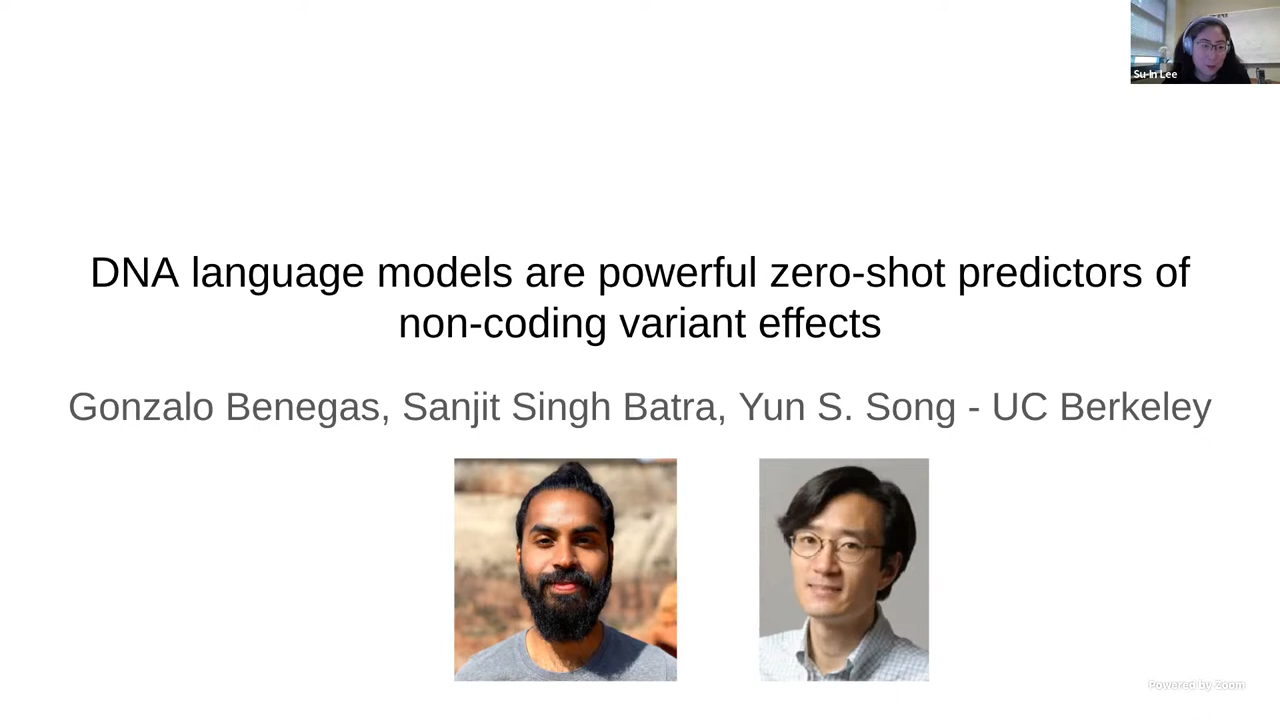 Su-In Lee
DNA language models are powerful zero-shot predictors of
non-coding variant effects
Gonzalo Benegas, Sanjit Singh Batra, Yun S. Song - UC Berkeley
Powered by Zoom